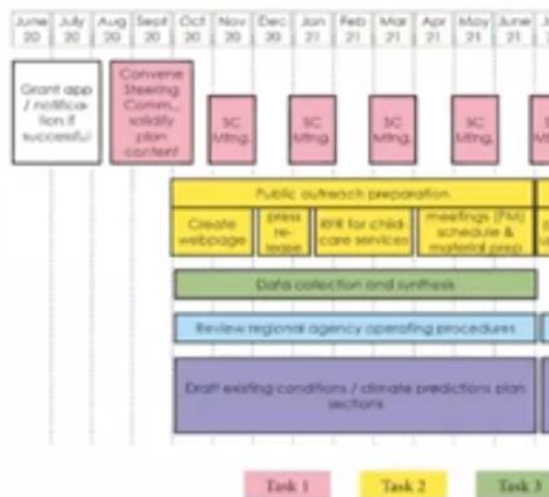 June July Aug Sept Oct Nov Dec Jan Feb Mar Apr May June
20 20 20 20 20 20 20 21 21 21 21 21 21
Grant app
/ notifica-
tion if
successful
Convene
Steering
Comm.,
solidify
plan
content
SC
Mtng.
SC
Mtng.
SC
Mtng.
SC
Mtng.
SC
Mtng.
Public outreach preparation
Create
webpage
press
re-
lease
RFR for child-
care services
meetings (PM)
schedule &
material prep
Data collection and synthesis
Review regional agency operating procedures
Draft existing conditions / climate predictions plan
sections
Task 1 Task 2 Task 3